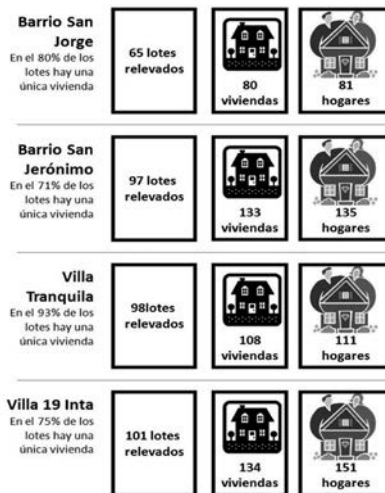 Barrio San
Jorge
En el 80% de los
lotes hay una
única vivienda
65 lotes
relevados
80
viviendas
81
hogares
Barrio San
Jerónimo
En el 71% de los
lotes hay una
única vivienda
97 lotes
relevados
133
viviendas
135
hogares
Villa
Tranquila
En el 93% de los
lotes hay una
única vivienda
98lotes
relevados
108
viviendas
111
hogares
Villa 19 Inta
En el 75% de los
lotes hay una
única vivienda
101 lotes
relevados
134
viviendas
151
hogares